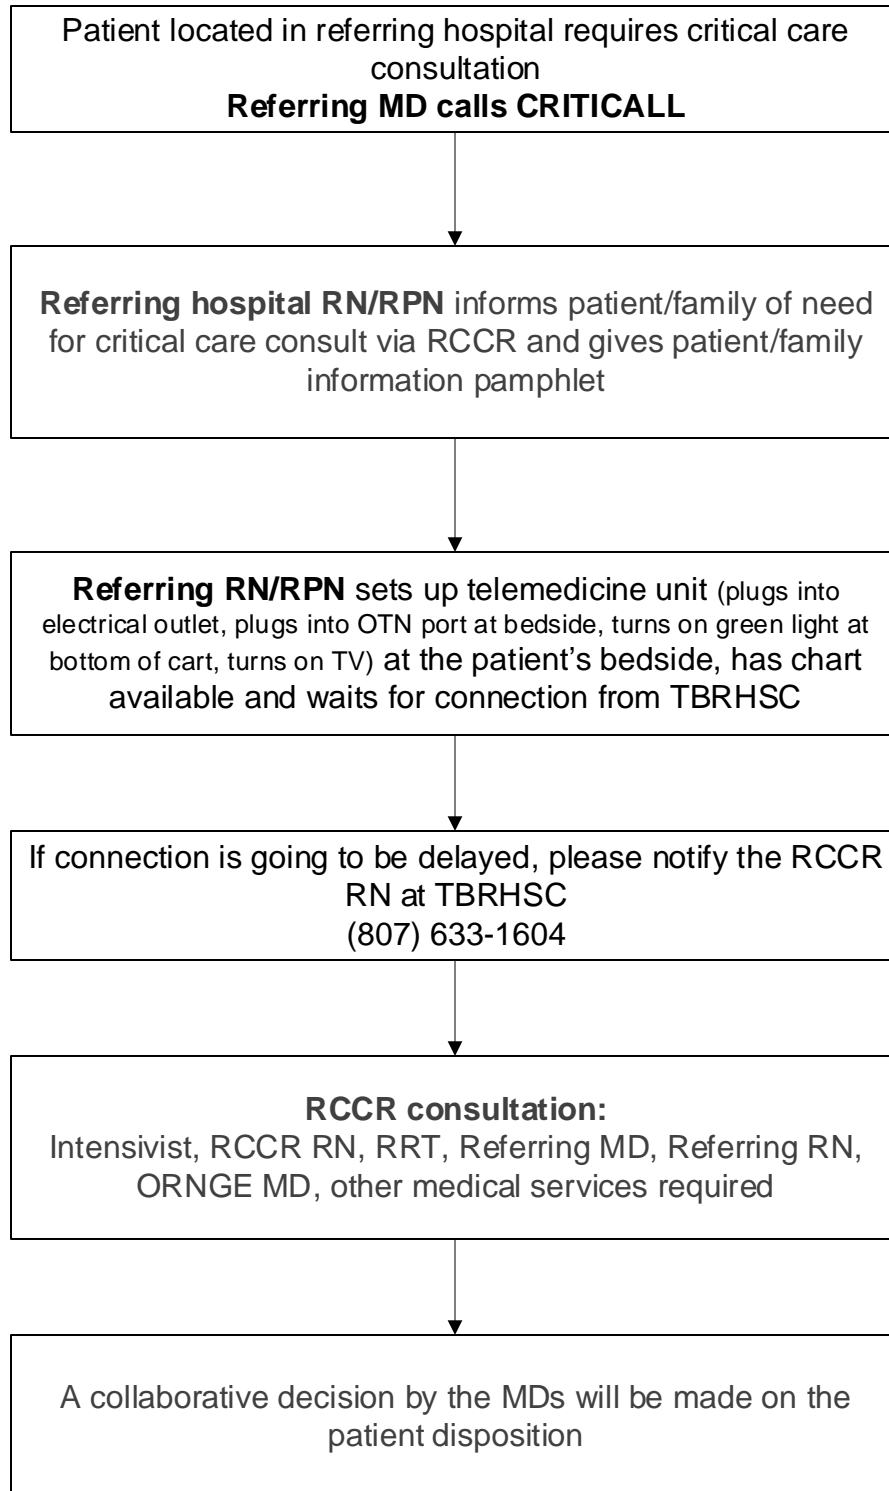 Patient located in referring hospital requires critical care
consultation
Referring MD calls CRITICALL
Referring hospital RN/RPN informs patient/family of need
for critical care consult via RCCR and gives patient/family
information pamphlet
Referring RN/RPN sets up telemedicine unit (plugs into
electrical outlet, plugs into OTN port at bedside, turns on green light at
bottom of cart, turns on TV) at the patient’s bedside, has chart
available and waits for connection from TBRHSC
If connection is going to be delayed, please notify the RCCR
RN at TBRHSC
(807) 633-1604
RCCR consultation:
Intensivist, RCCR RN, RRT, Referring MD, Referring RN,
ORNGE MD, other medical services required
A collaborative decision by the MDs will be made on the
patient disposition